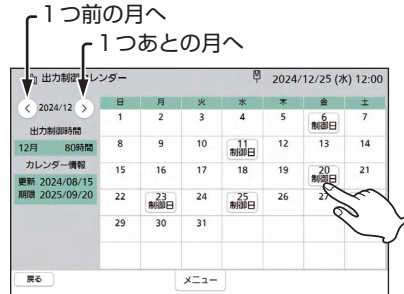 1つ前の月へ
1つあとの月へ
出力制御カレンダー 2024/12/25 (水) 12:00
2024/12
出力制御時間
12月 80時間
カレンダー情報
更新 2024/08/15
期限 2025/09/20
日 月 火 水 木 金 土
1 2 3 4 5 6 7
制御日
8 9 10 11 12 13 14
制御日
15 16 17 18 19 20 21
制御日
22 23 24 25 26 27
制御日 制御日
29 30 31
戻る メニュー